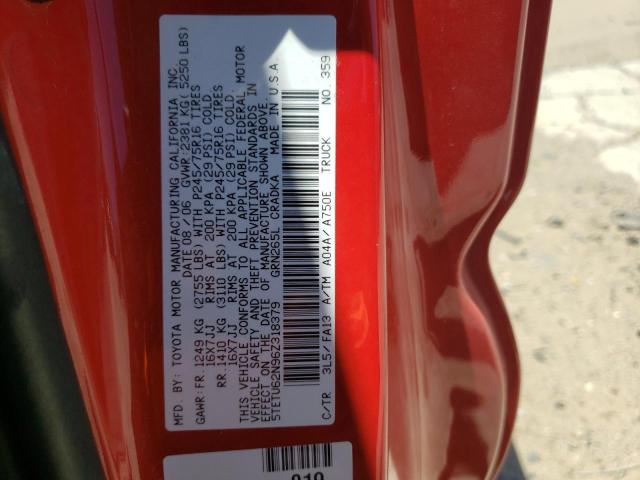 MFD. BY: TOYOTA MOTOR MANUFACTURING CALIFORNIA INC.
DATE 08 / 06 GVWR 2381 KG ( 5250 LBS)
GAWR: FR. 1249 KG (2755 LBS) WITH P245/75R16 TIRES
16X7JJ RIMS AT 200 KPA (29 PSI) COLD
RR. 1410 KG (3110 LBS) WITH P245/75R16 TIRES
16X7JJ RIMS AT 200 KPA (29 PSI) COLD
THIS VEHICLE CONFORMS TO ALL APPLICABLE FEDERAL MOTOR
VEHICLE SAFETY AND THEFT PREVENTION STANDARDS IN
EFFECT ON THE DATE OF MANUFACTURE SHOWN ABOVE.
5TETU62N96Z318379 GRN265L CRADKA MADE IN U.S.A
C/TR 3L5/FA13 A/TM A04A/A750E TRUCK NO. 359
010